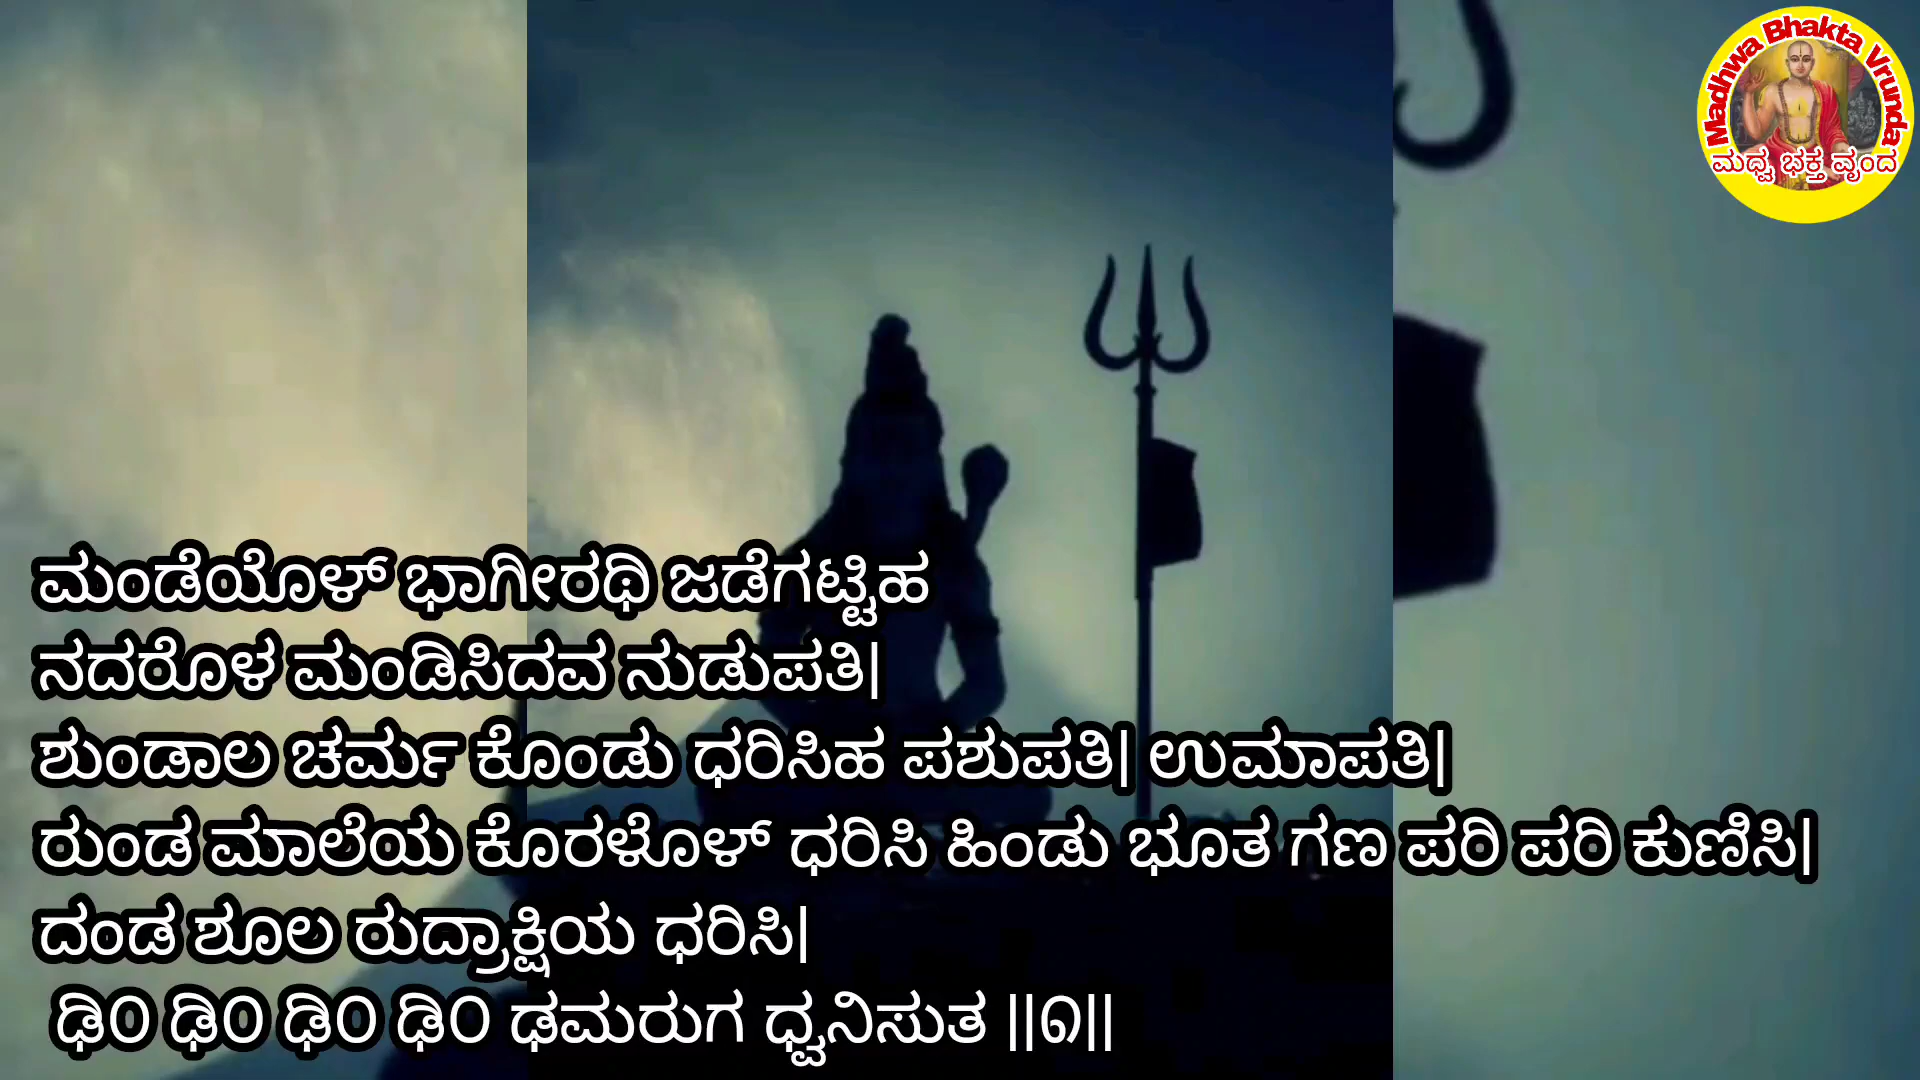 Madhwa Bhakta Vrunda
ಮಧ್ವ ಭಕ್ತ ವೃಂದ
ಮಂಡೆಯೊಳ್ ಭಾಗೀರಥಿ ಜಡೆಗಟ್ಟಿಹ
ನದರೊಳ ಮಂಡಿಸಿದವ ನುಡುಪತಿ|
ಶುಂಡಾಲ ಚರ್ಮ ಕೊಂಡು ಧರಿಸಿಹ ಪಶುಪತಿ| ಉಮಾಪತಿ|
ರುಂಡ ಮಾಲೆಯ ಕೊರಳೊಳ್ ಧರಿಸಿ ಹಿಂಡು ಭೂತ ಗಣ ಪರಿ ಪರಿ ಕುಣಿಸಿ|
ದಂಡ ಶೂಲ ರುದ್ರಾಕ್ಷಿಯ ಧರಿಸಿ|
ಢಿಂ ಢಿಂ ಢಿಂ ಢಿಂ ಢಮರುಗ ಧ್ವನಿಸುತ ||೧||